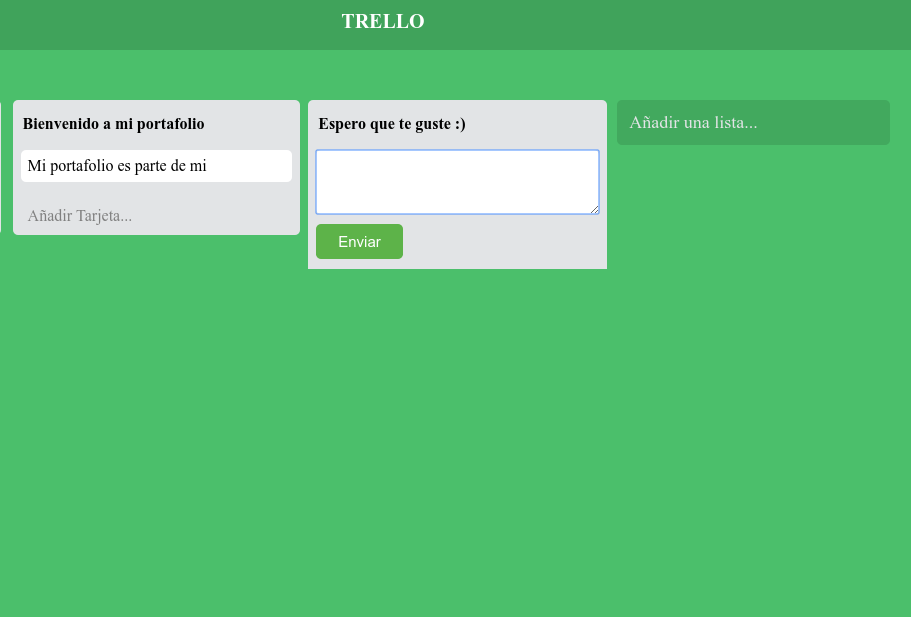 TRELLO
Bienvenido a mi portafolio
Mi portafolio es parte de mi
Añadir Tarjeta...
Espero que te guste :)
Enviar
Añadir una lista...